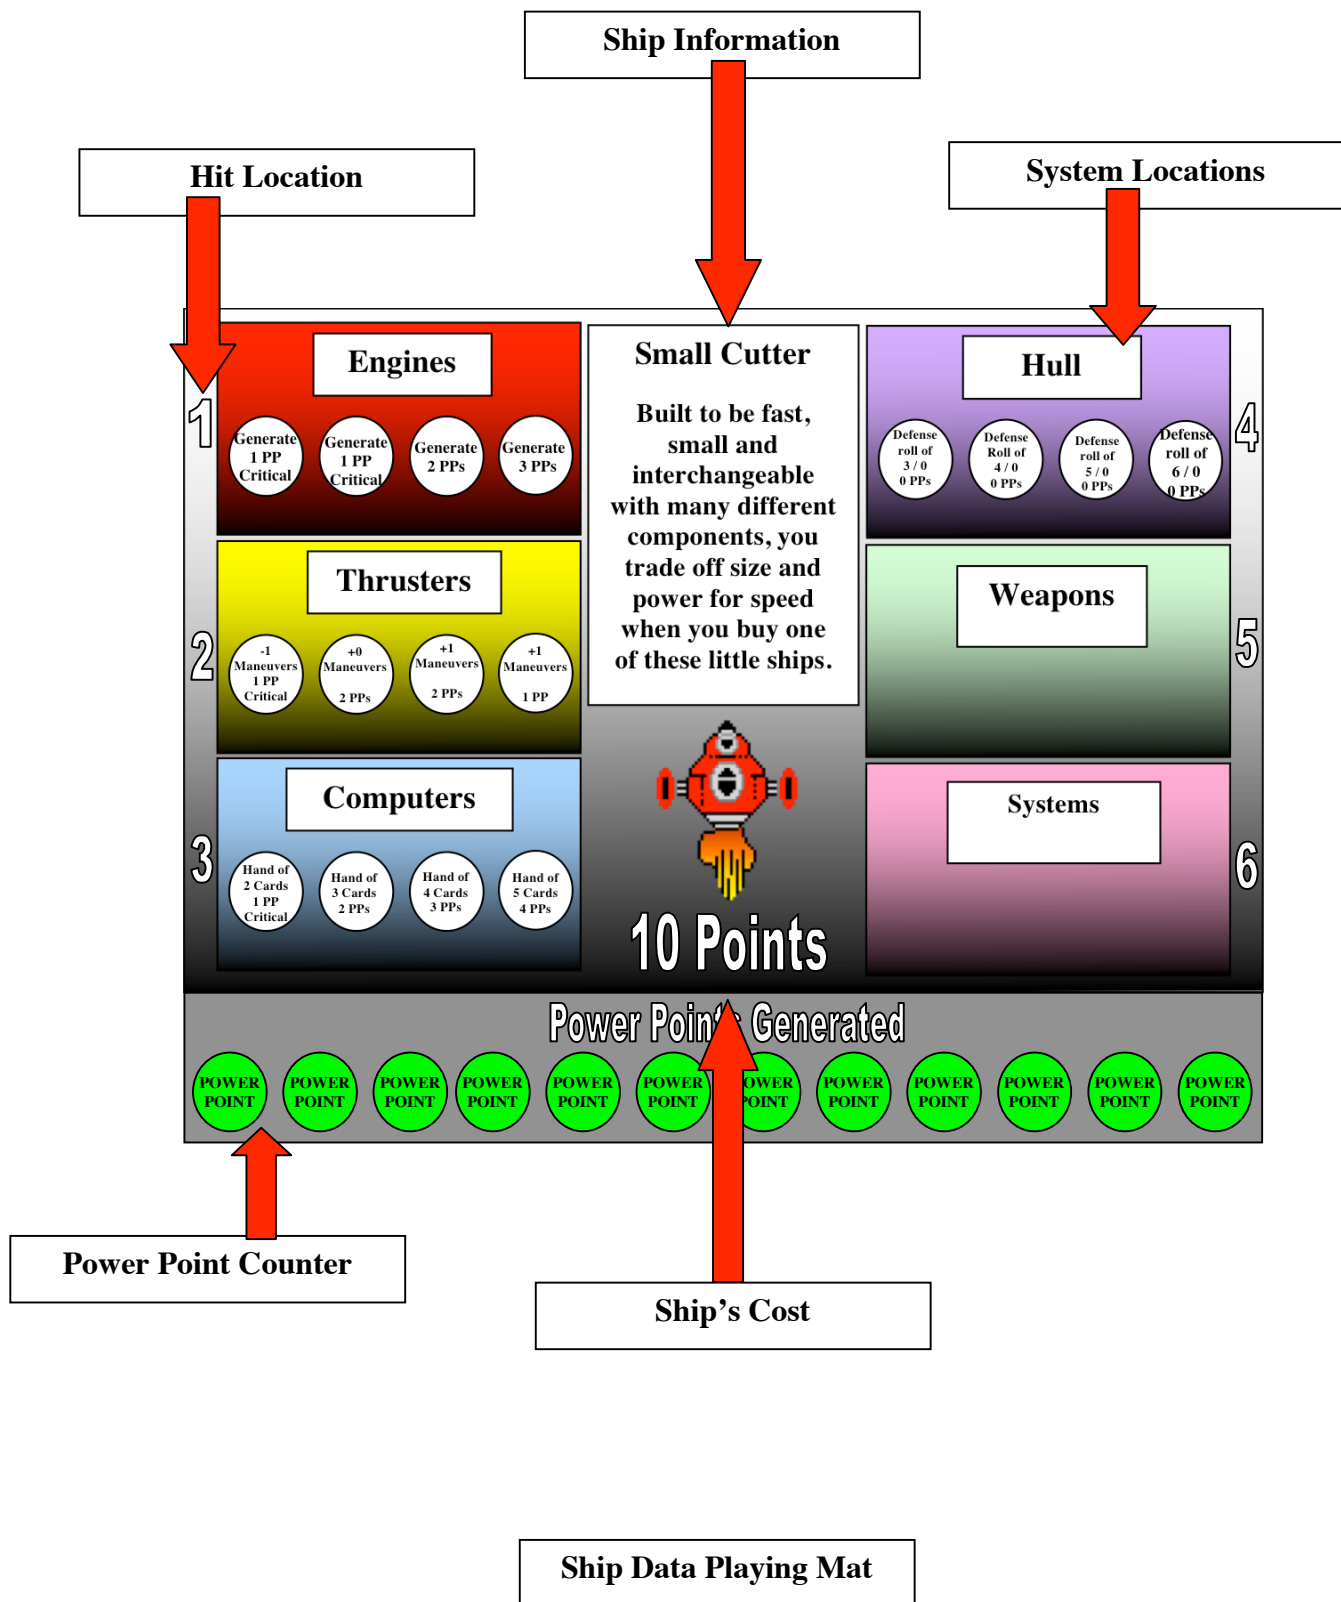 Ship Information
Hit Location
System Locations
1
Engines
Generate
1 PP
Critical
Generate
1 PP
Critical
Generate
2 PPs
Generate
3 PPs
2
Thrusters
-1
Maneuvers
1 PP
Critical
+0
Maneuvers
2 PPs
+1
Maneuvers
2 PPs
+1
Maneuvers
1 PP
3
Computers
Hand of
2 Cards
1 PP
Critical
Hand of
3 Cards
2 PPs
Hand of
4 Cards
3 PPs
Hand of
5 Cards
4 PPs
Small Cutter
Built to be fast,
small and
interchangeable
with many different
components, you
trade off size and
power for speed
when you buy one
of these little ships.
10 Points
4
Hull
Defense
roll of
3 / 0
0 PPs
Defense
Roll of
4 / 0
0 PPs
Defense
roll of
5 / 0
0 PPs
Defense
roll of
6 / 0
0 PPs
5
Weapons
6
Systems
Power Points Generated
POWER
POINT
POWER
POINT
POWER
POINT
POWER
POINT
POWER
POINT
POWER
POINT
POWER
POINT
POWER
POINT
POWER
POINT
POWER
POINT
POWER
POINT
POWER
POINT
Power Point Counter
Ship's Cost
Ship Data Playing Mat